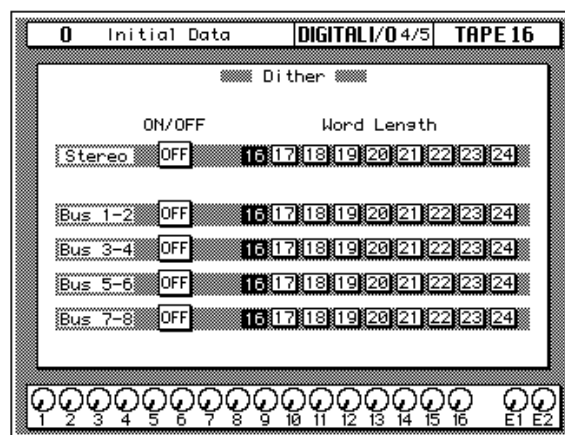 0 Initial Data DIGITAL I/O 4/5 TAPE 16
Dither
ON/OFF Word Length
Stereo OFF 16 17 18 19 20 21 22 23 24
Bus 1-2 OFF 16 17 18 19 20 21 22 23 24
Bus 3-4 OFF 16 17 18 19 20 21 22 23 24
Bus 5-6 OFF 16 17 18 19 20 21 22 23 24
Bus 7-8 OFF 16 17 18 19 20 21 22 23 24
1 2 3 4 5 6 7 8 9 10 11 12 13 14 15 16 E1 E2